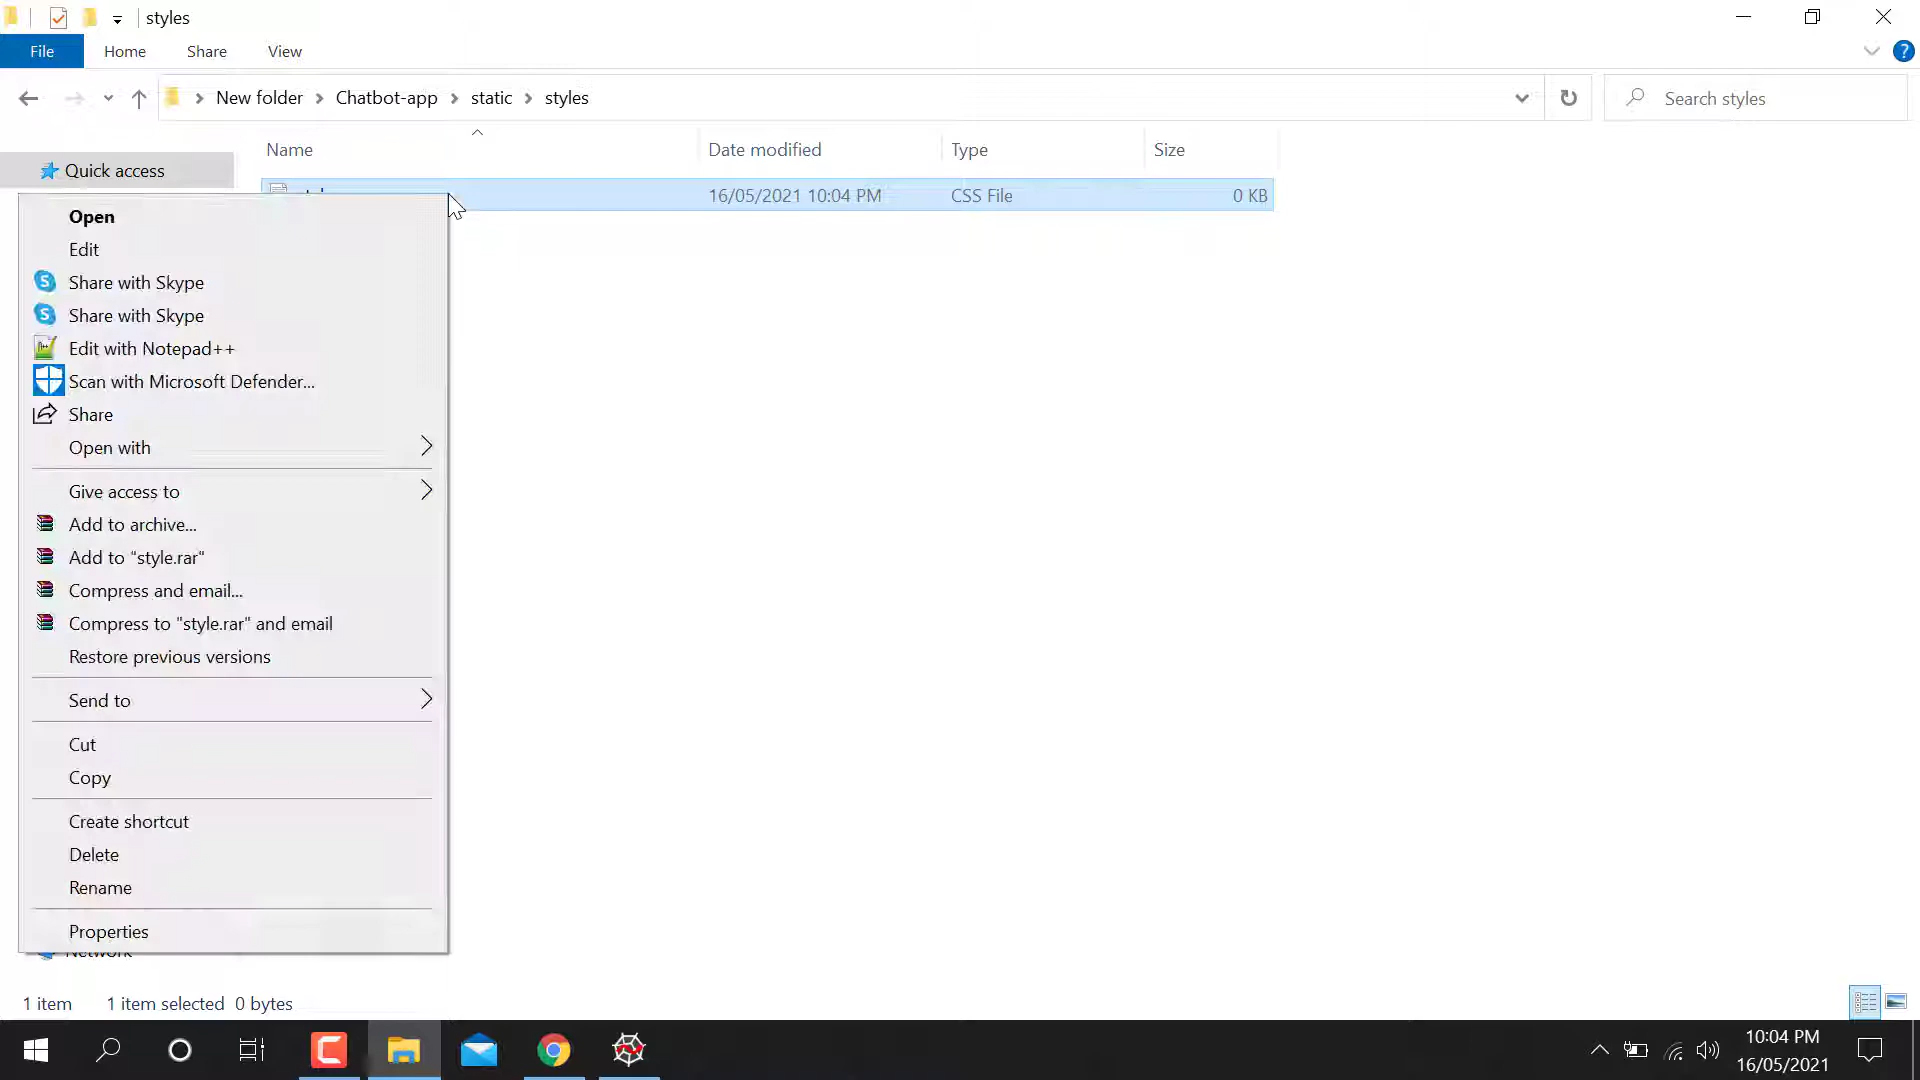 styles
File Home Share View
New folder Chatbot-app static styles
Search styles
Name Date modified Type Size
Quick access
16/05/2021 10:04 PM CSS File 0 KB
Open
Edit
Share with Skype
Share with Skype
Edit with Notepad++
Scan with Microsoft Defender...
Share
Open with
Give access to
Add to archive...
Add to "style.rar"
Compress and email...
Compress to "style.rar" and email
Restore previous versions
Send to
Cut
Copy
Create shortcut
Delete
Rename
Properties
Network
1 item 1 item selected 0 bytes
10:04 PM
16/05/2021